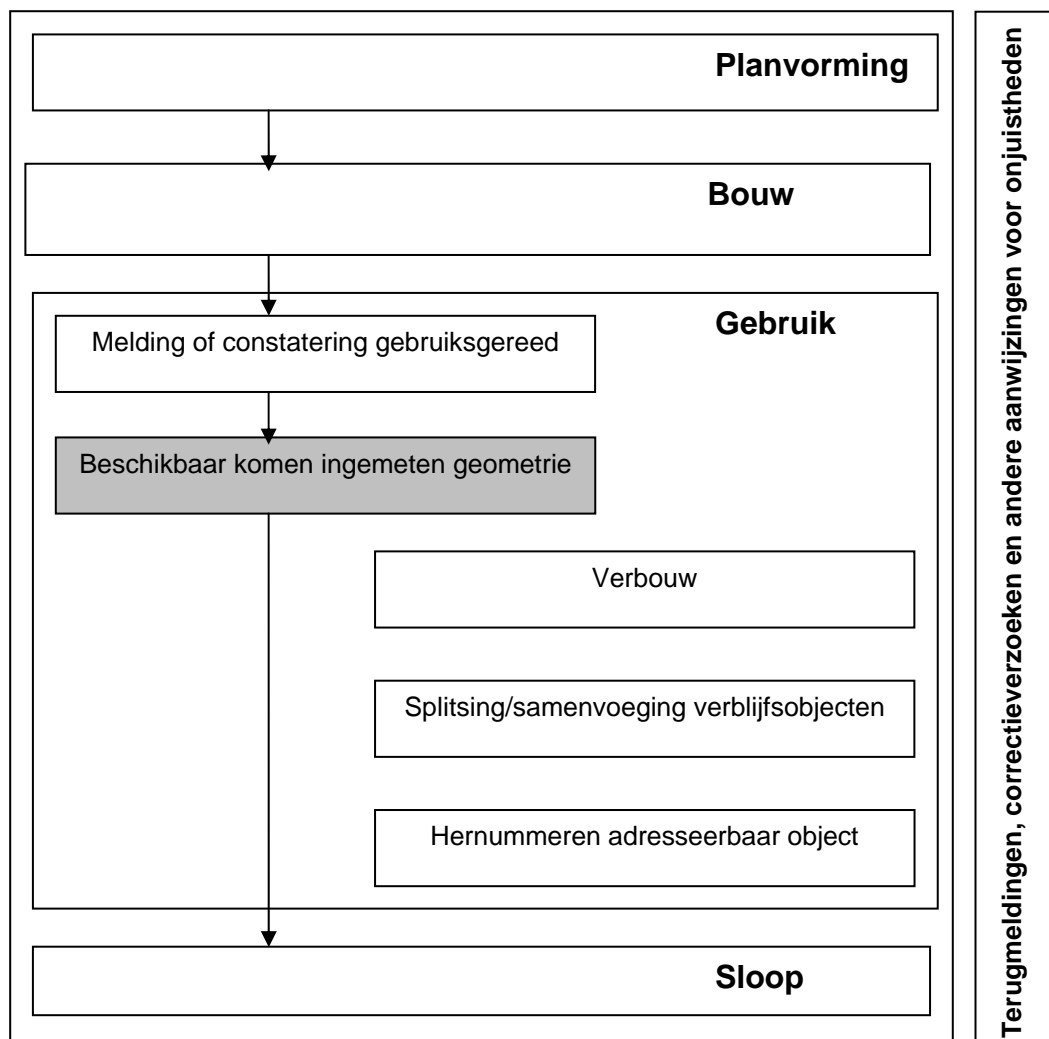 Planvorming
Bouw
Gebruik
Melding of constatering gebruiksgereed
Beschikbaar komen ingemeten geometrie
Verbouw
Splitsing/samenvoeging verblijfsobjecten
Hernummeren adresseerbaar object
Sloop
Terugmeldingen, correctieverzoeken en andere aanwijzingen voor onjuistheden